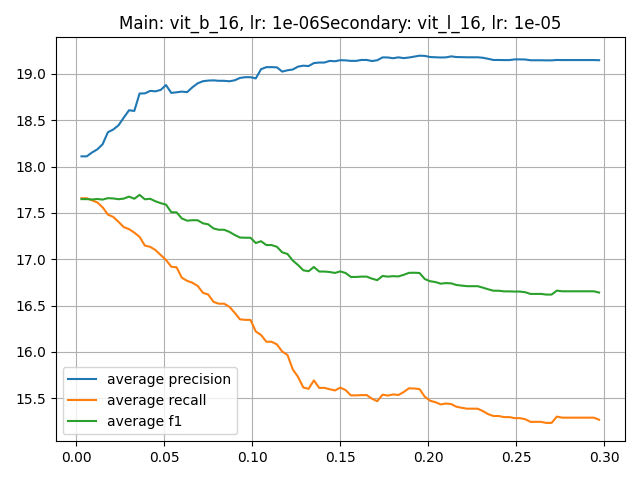 Main: vit_b_16, lr: 1e-06Secondary: vit_l_16, lr: 1e-05
19.0
18.5
18.0
17.5
17.0
16.5
16.0
15.5
average precision
average recall
average f1
0.00 0.05 0.10 0.15 0.20 0.25 0.30